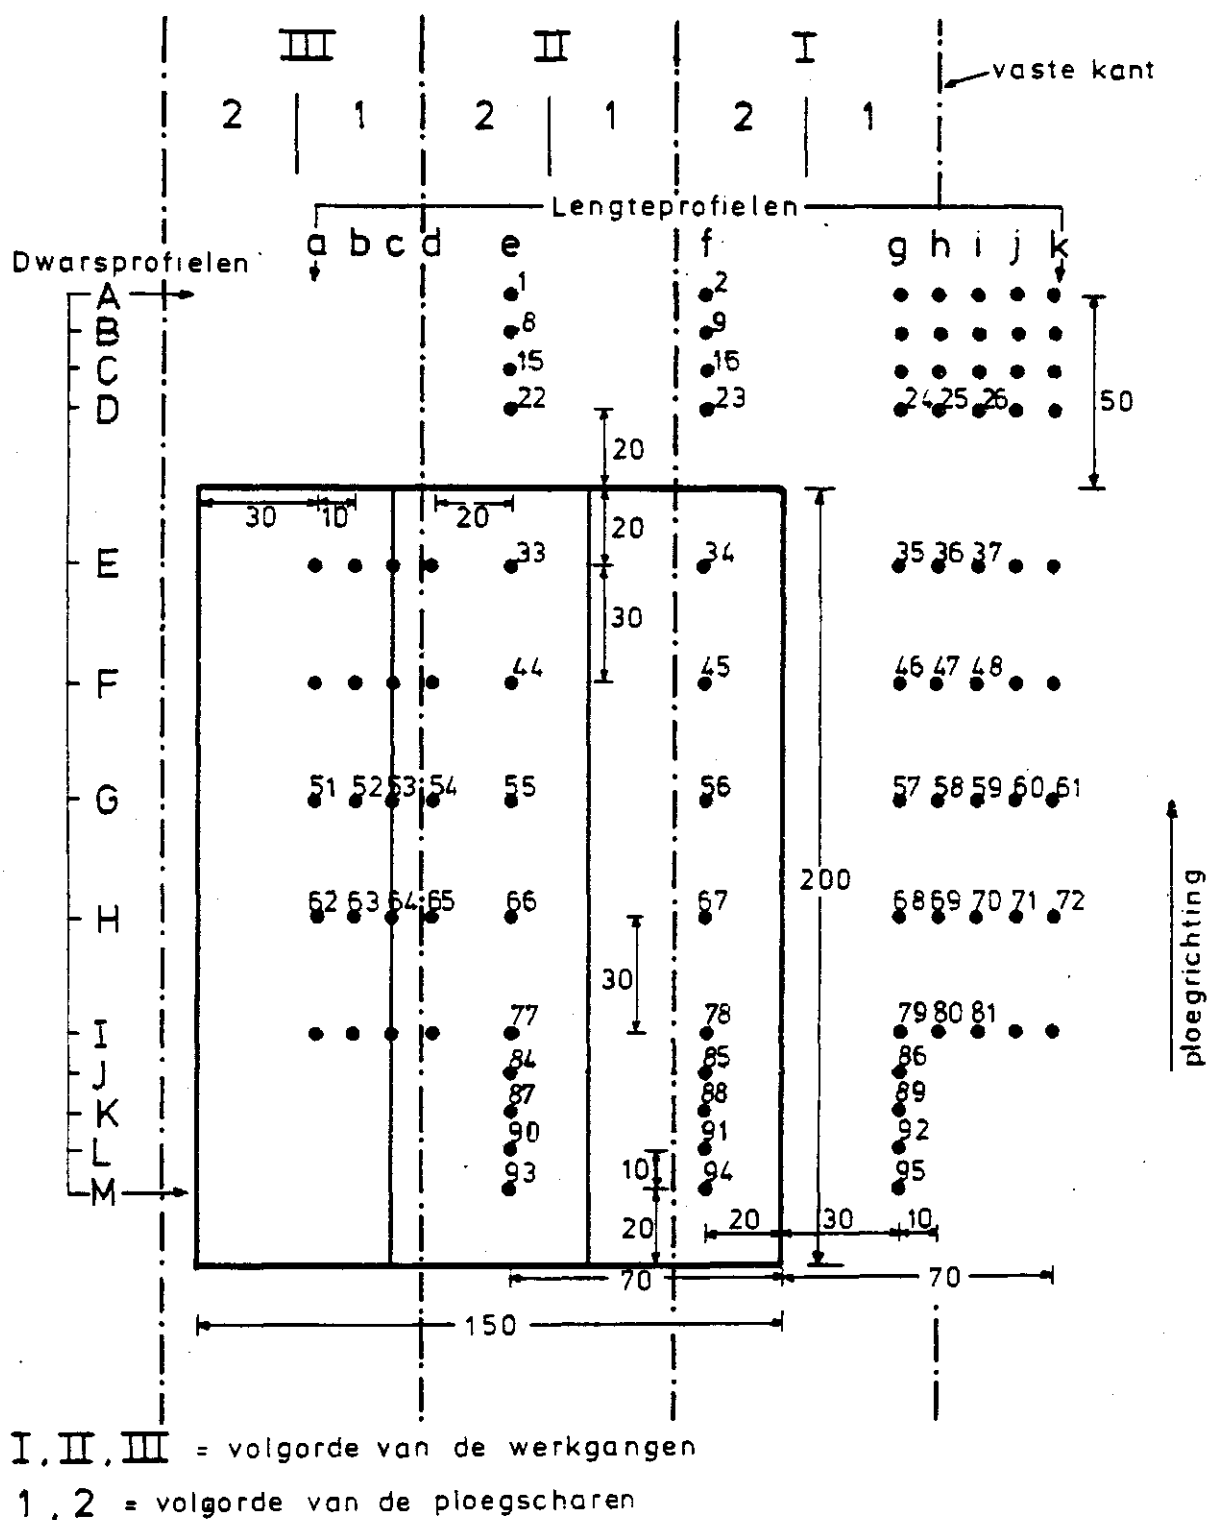 III II I
vaste kant
2 1 2 1 2 1
Lengteprofielen
a b c d e f g h i j k
Dwarsprofielen
A 1 2
B 8 9
C 15 16
D 22 23 24 25 26 50
20
30 10 20 20
E 33 34 35 36 37
30
F 44 45 46 47 48
G 51 52 53 54 55 56 57 58 59 60 61
200
H 62 63 64 65 66 67 68 69 70 71 72
ploegrichting
30
I 77 78 79 80 81
J 84 85 86
K 87 88 89
L 90 91 92
10
M 93 94 95
20 20 30 10
70 70
150
I, II, III = volgorde van de werkgangen
1, 2 = volgorde van de ploegscharen